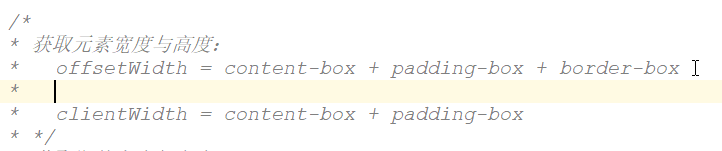 /*
* 获取元素宽度与高度:
* offsetWidth = content-box + padding-box + border-box
*
* clientWidth = content-box + padding-box
* */